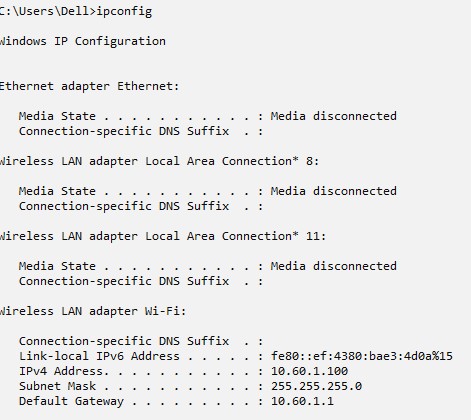 C:\Users\Dell>ipconfig
Windows IP Configuration
Ethernet adapter Ethernet:
Media State . . . . . . . . . . . : Media disconnected
Connection-specific DNS Suffix  . :
Wireless LAN adapter Local Area Connection* 8:
Media State . . . . . . . . . . . : Media disconnected
Connection-specific DNS Suffix  . :
Wireless LAN adapter Local Area Connection* 11:
Media State . . . . . . . . . . . : Media disconnected
Connection-specific DNS Suffix  . :
Wireless LAN adapter Wi-Fi:
Connection-specific DNS Suffix  . :
Link-local IPv6 Address . . . . . : fe80::ef:4380:bae3:4d0a%15
IPv4 Address. . . . . . . . . . . : 10.60.1.100
Subnet Mask . . . . . . . . . . . : 255.255.255.0
Default Gateway . . . . . . . . . : 10.60.1.1